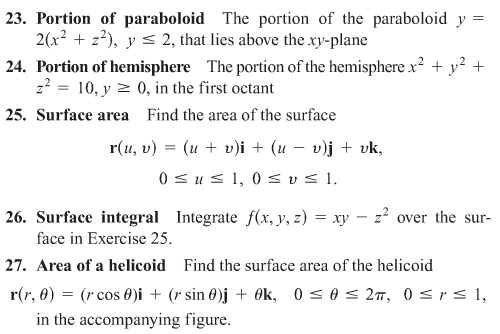 23. Portion of paraboloid The portion of the paraboloid y =
2(x² + z²), y ≤ 2, that lies above the xy-plane
24. Portion of hemisphere The portion of the hemisphere x² + y² +
z² = 10, y ≥ 0, in the first octant
25. Surface area Find the area of the surface
r(u, v) = (u + v)i + (u − v)j + vk,
0 ≤ u ≤ 1, 0 ≤ v ≤ 1.
26. Surface integral Integrate f(x, y, z) = xy − z² over the sur-
face in Exercise 25.
27. Area of a helicoid Find the surface area of the helicoid
r(r, θ) = (r cos θ)i + (r sin θ)j + θk, 0 ≤ θ ≤ 2π, 0 ≤ r ≤ 1,
in the accompanying figure.